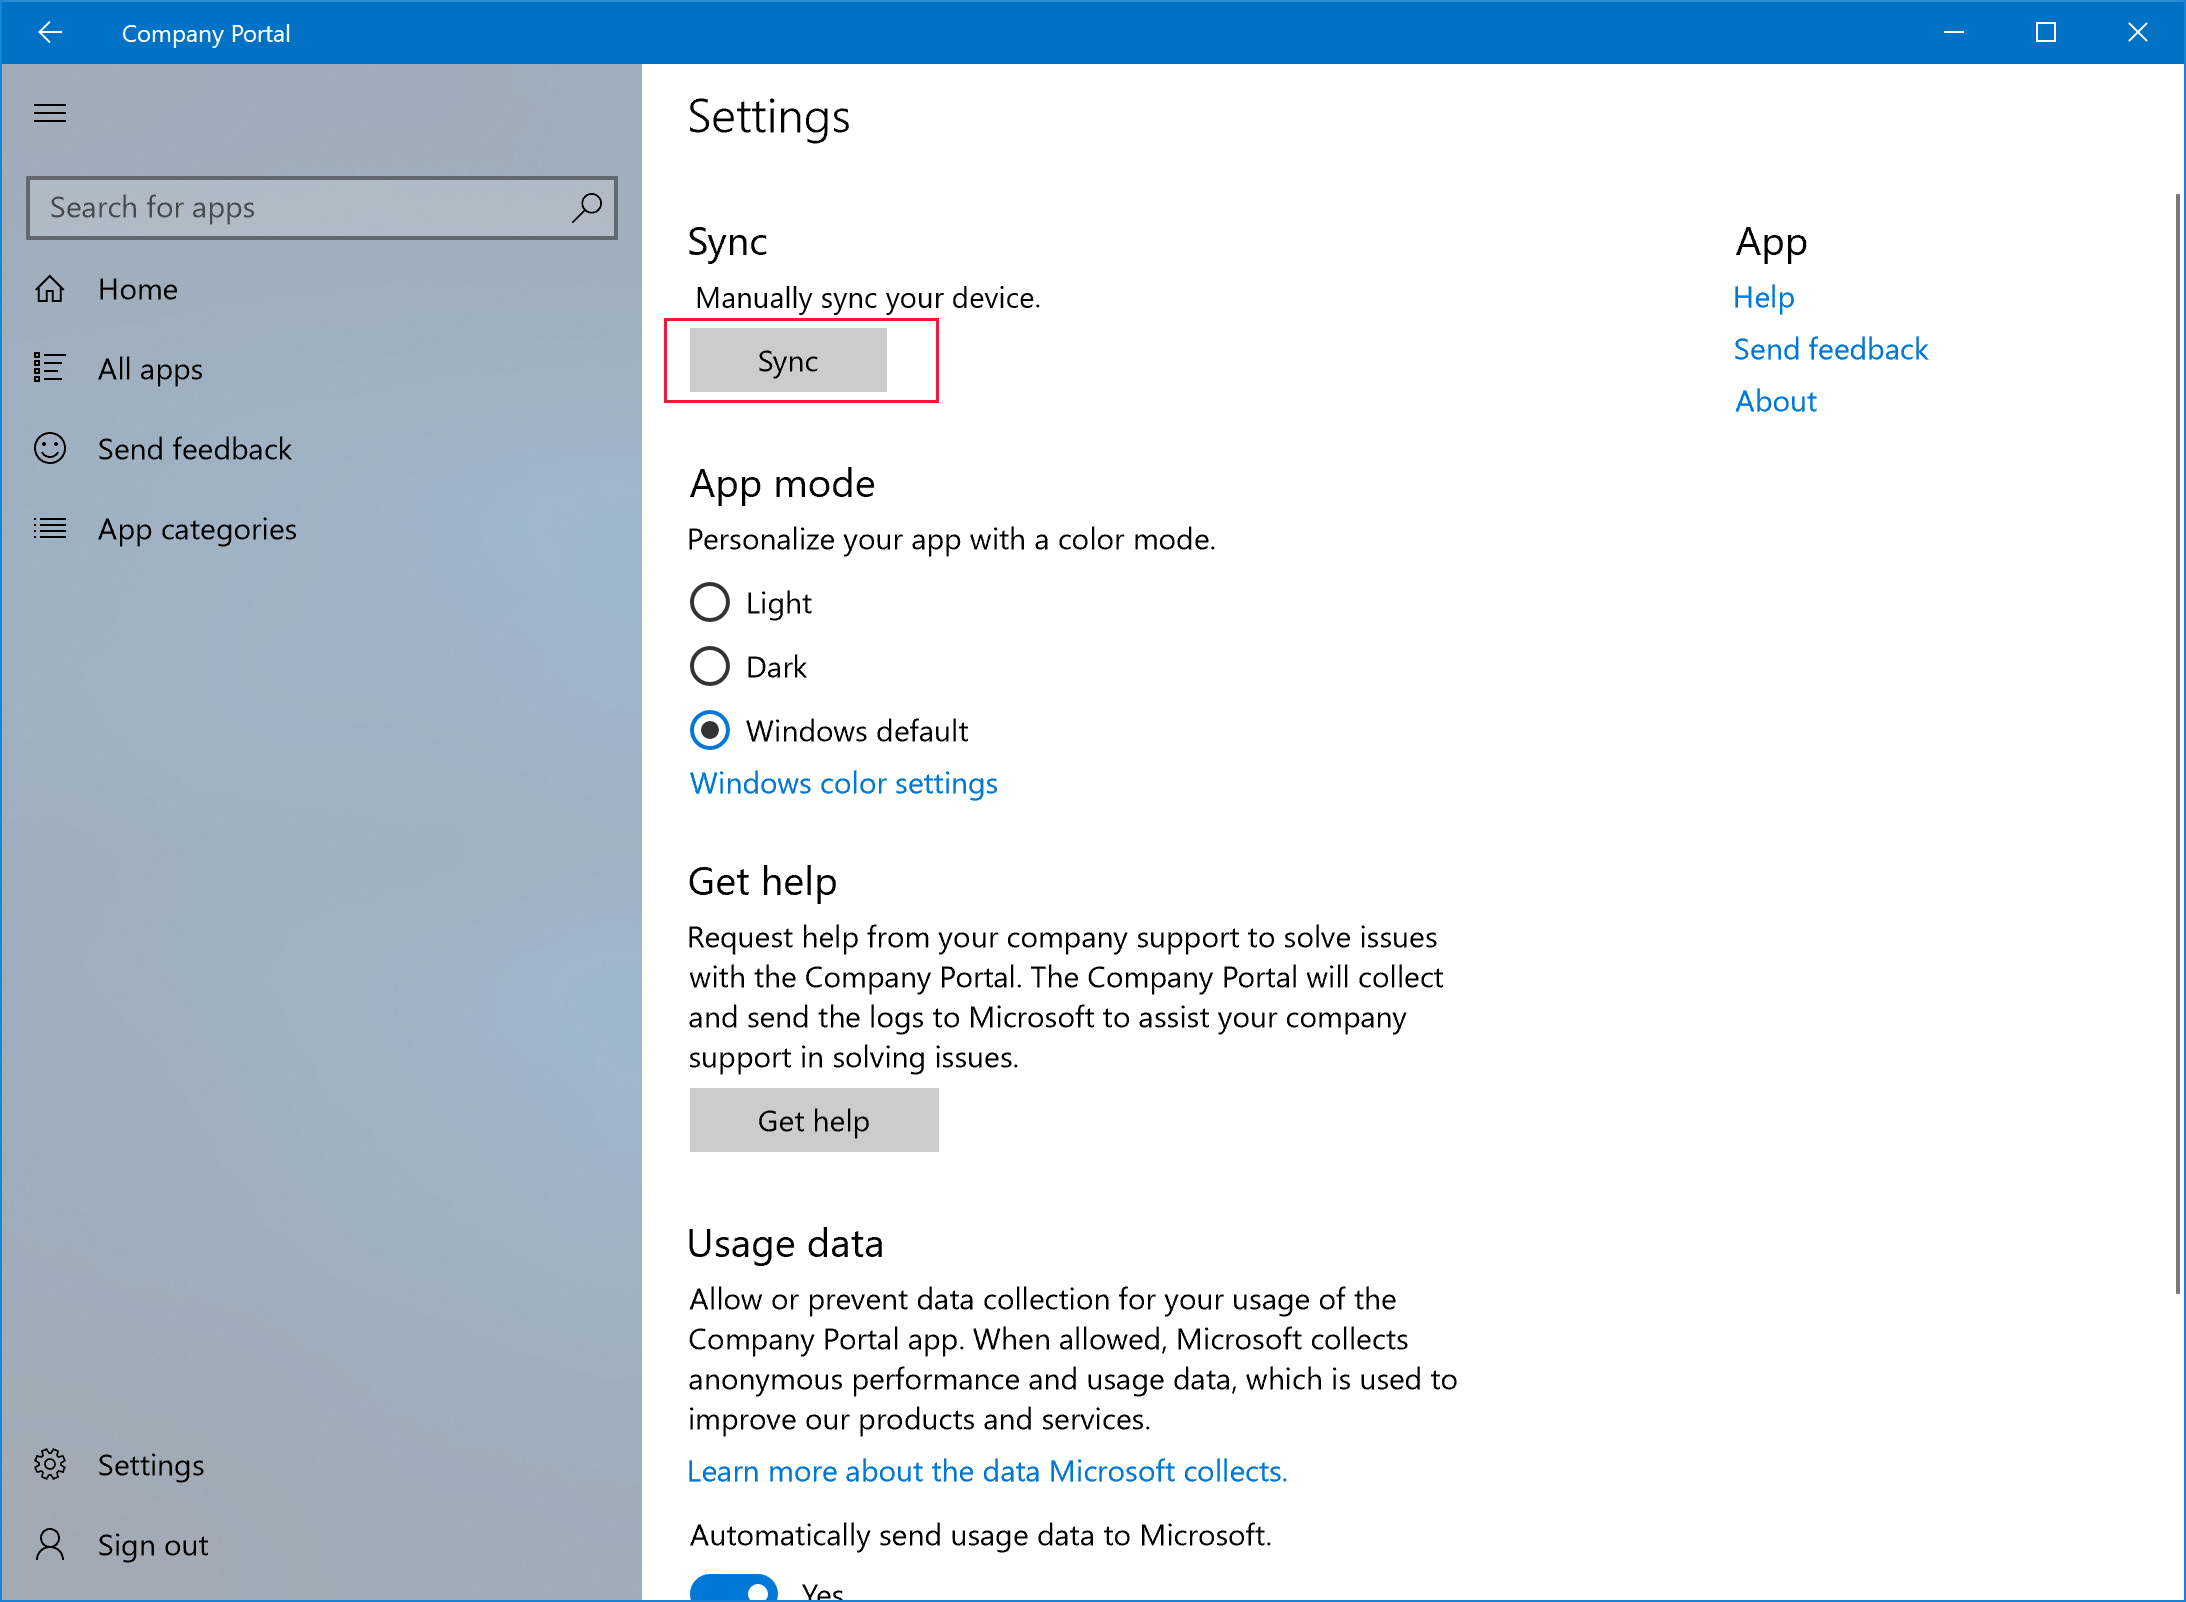 Company Portal
Search for apps
Home
All apps
Send feedback
App categories
Settings
Sign out
Settings
Sync
Manually sync your device.
Sync
App mode
Personalize your app with a color mode.
Light
Dark
Windows default
Windows color settings
Get help
Request help from your company support to solve issues
with the Company Portal. The Company Portal will collect
and send the logs to Microsoft to assist your company
support in solving issues.
Get help
Usage data
Allow or prevent data collection for your usage of the
Company Portal app. When allowed, Microsoft collects
anonymous performance and usage data, which is used to
improve our products and services.
Learn more about the data Microsoft collects.
Automatically send usage data to Microsoft.
Yes
App
Help
Send feedback
About